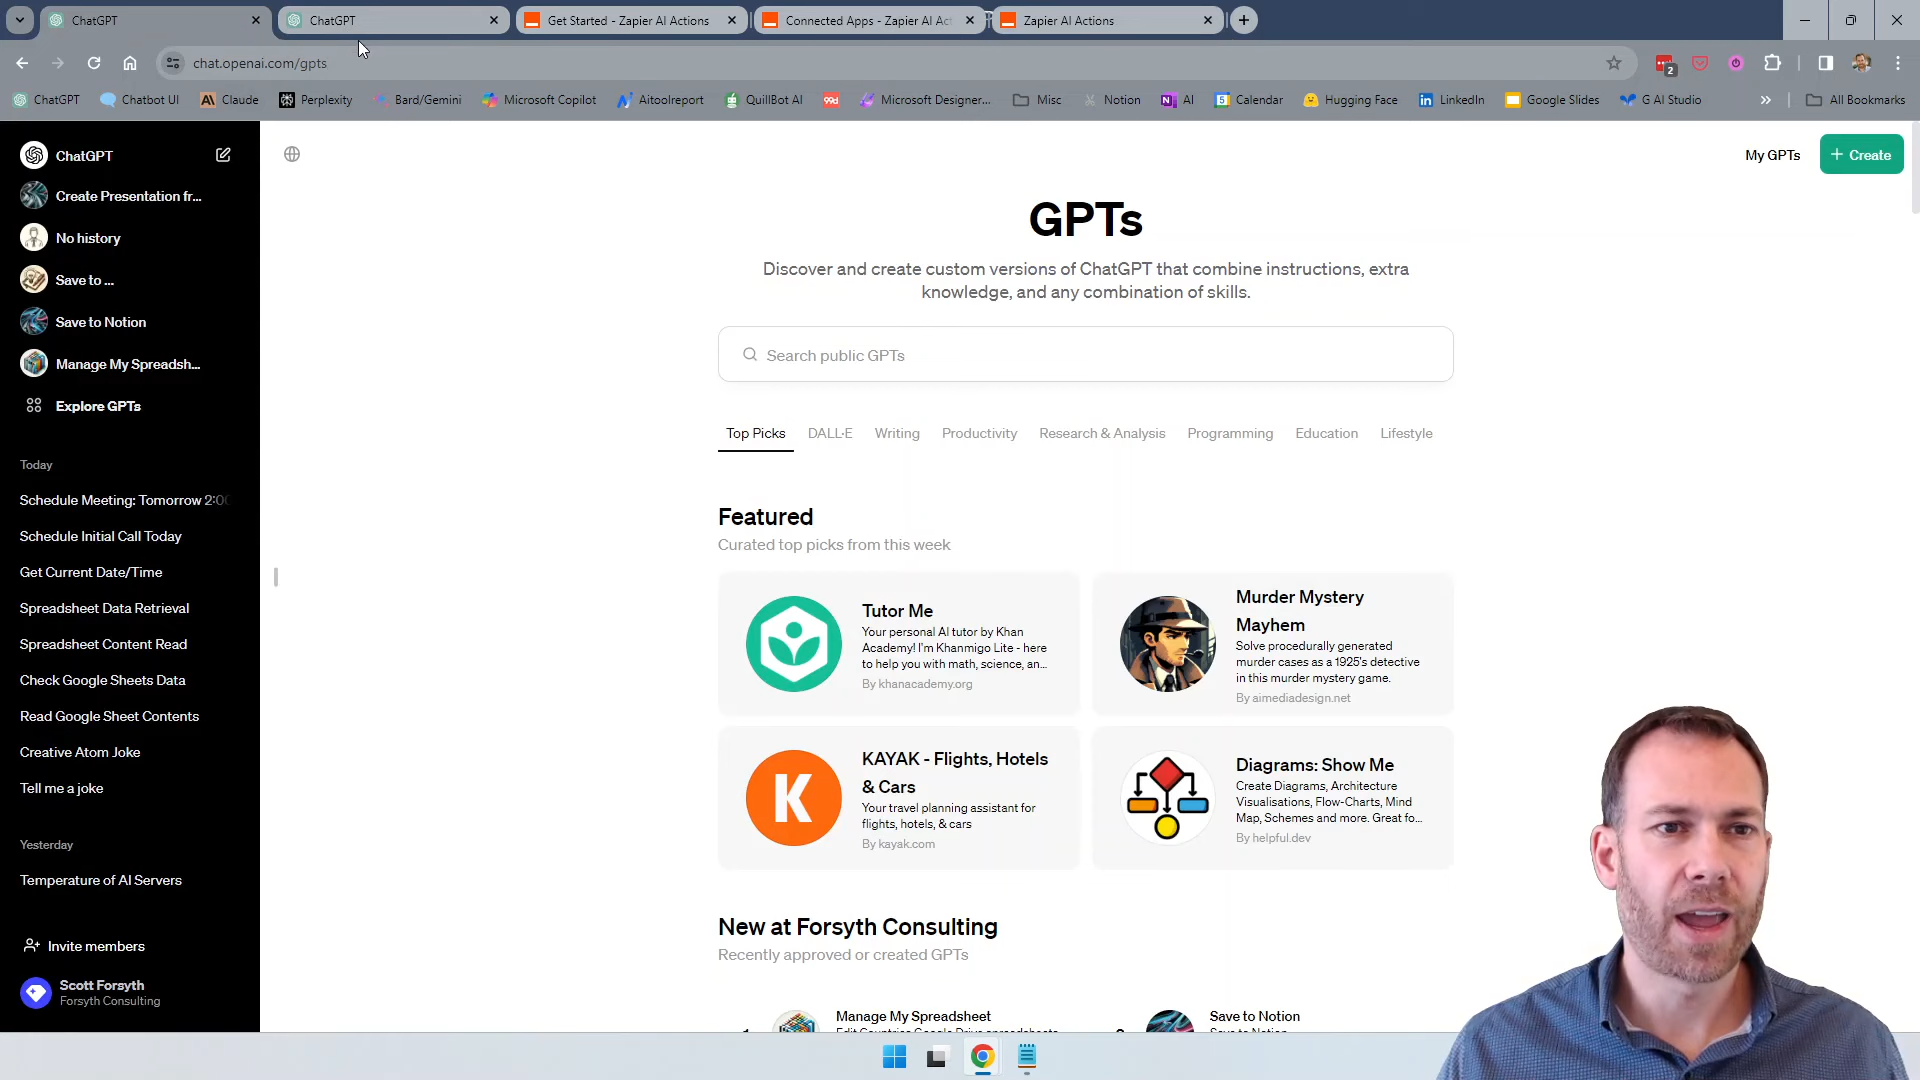 ChatGPT
ChatGPT
Get Started - Zapier AI Actions
Connected Apps - Zapier AI Act
Zapier AI Actions
chat.openai.com/gpts
2
ChatGPT
Chatbot UI
Claude
Perplexity
Bard/Gemini
Microsoft Copilot
Aitoolreport
QuillBot AI
99d
Microsoft Designer...
Misc
Notion
AI
Calendar
Hugging Face
LinkedIn
Google Slides
G AI Studio
All Bookmarks
ChatGPT
Create Presentation fr...
No history
Save to ...
Save to Notion
Manage My Spreadsh...
Explore GPTs
Today
Schedule Meeting: Tomorrow 2:00
Schedule Initial Call Today
Get Current Date/Time
Spreadsheet Data Retrieval
Spreadsheet Content Read
Check Google Sheets Data
Read Google Sheet Contents
Creative Atom Joke
Tell me a joke
Yesterday
Temperature of AI Servers
Invite members
Scott Forsyth
Forsyth Consulting
My GPTs
+ Create
GPTs
Discover and create custom versions of ChatGPT that combine instructions, extra
knowledge, and any combination of skills.
Search public GPTs
Top Picks
DALL·E
Writing
Productivity
Research & Analysis
Programming
Education
Lifestyle
Featured
Curated top picks from this week
Tutor Me
Your personal AI tutor by Khan
Academy! I'm Khanmigo Lite - here
to help you with math, science, an...
By khanacademy.org
Murder Mystery
Mayhem
Solve procedurally generated
murder cases as a 1925's detective
in this murder mystery game.
By aimediadesign.net
K
KAYAK - Flights, Hotels
& Cars
Your travel planning assistant for
flights, hotels, & cars
By kayak.com
Diagrams: Show Me
Create Diagrams, Architecture
Visualisations, Flow-Charts, Mind
Map, Schemes and more. Great fo...
By helpful.dev
New at Forsyth Consulting
Recently approved or created GPTs
Manage My Spreadsheet
Edit Countries Google Drive spreadsheets
Save to Notion
Save to Notion